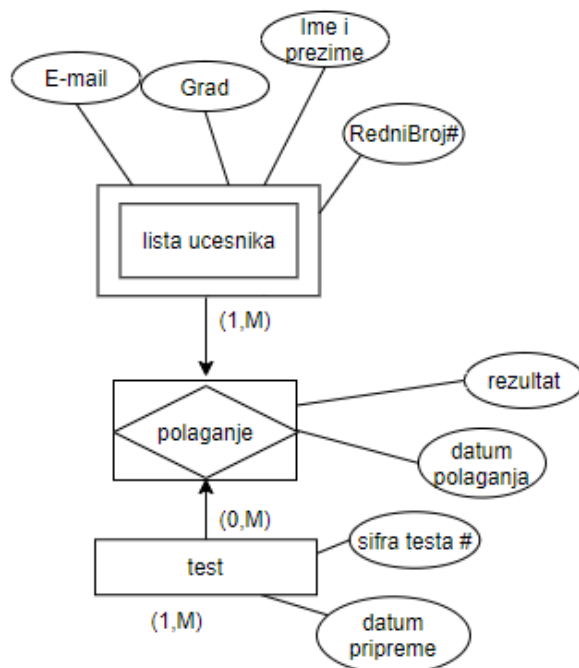 Ime i
prezime
E-mail
Grad
RedniBroj#
lista ucesnika
(1,M)
rezultat
polaganje
datum
polaganja
(0,M)
sifra testa #
test
(1,M)
datum
pripreme